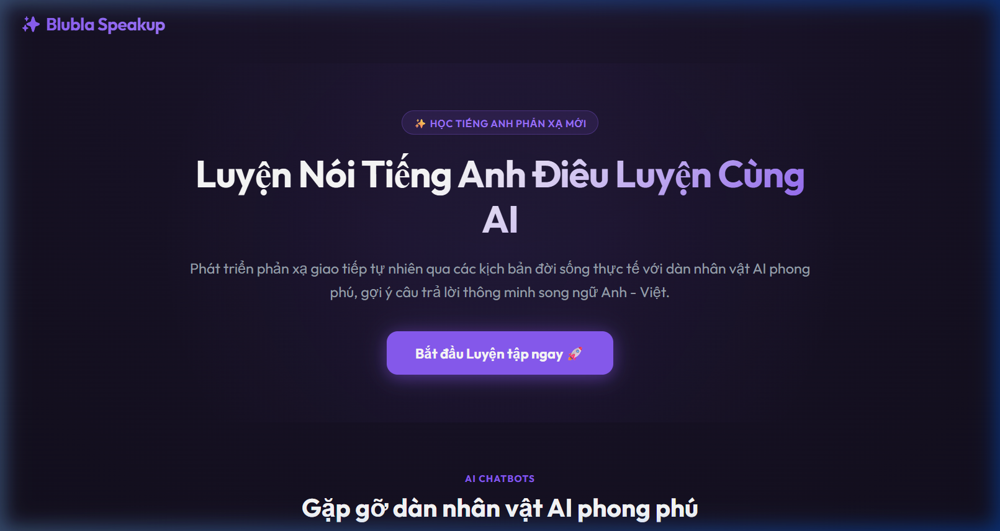 Blubla Speakup
✨ HỌC TIẾNG ANH PHẢN XẠ MỚI
Luyện Nói Tiếng Anh Điêu Luyện Cùng
AI
Phát triển phản xạ giao tiếp tự nhiên qua các kịch bản đời sống thực tế với dàn nhân vật AI phong
phú, gợi ý câu trả lời thông minh song ngữ Anh - Việt.
Bắt đầu Luyện tập ngay 🚀
AI CHATBOTS
Gặp gỡ dàn nhân vật AI phong phú